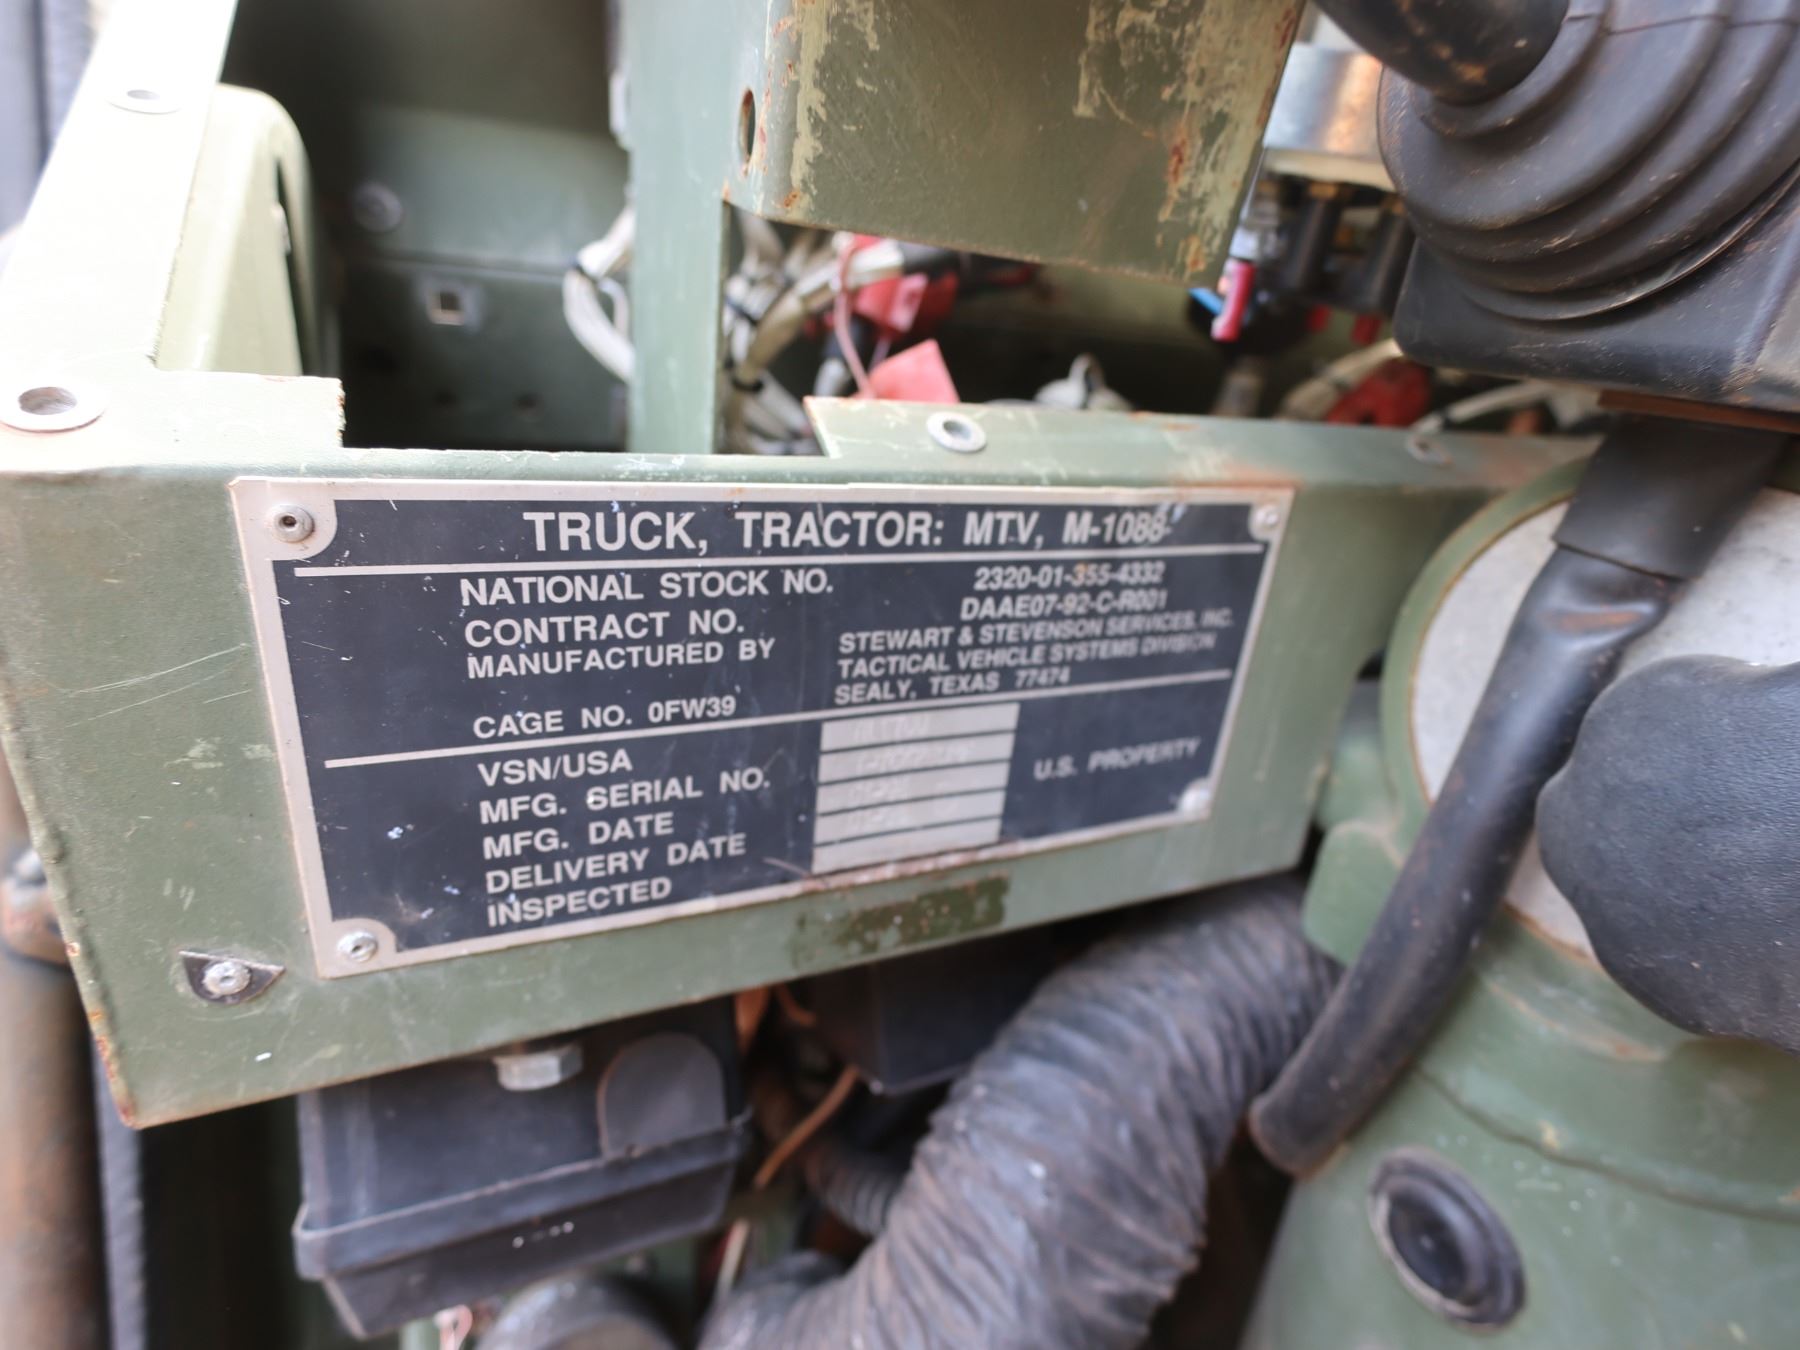 TRUCK, TRACTOR: MTV, M-1088
NATIONAL STOCK NO. 2320-01-355-4332
CONTRACT NO. DAAE07-92-C-R001
MANUFACTURED BY STEWART & STEVENSON SERVICES, INC.
TACTICAL VEHICLE SYSTEMS DIVISION
SEALY, TEXAS 77474
CAGE NO. 0FW39
VSN/USA
MFG. SERIAL NO.
MFG. DATE
DELIVERY DATE
INSPECTED
U.S. PROPERTY